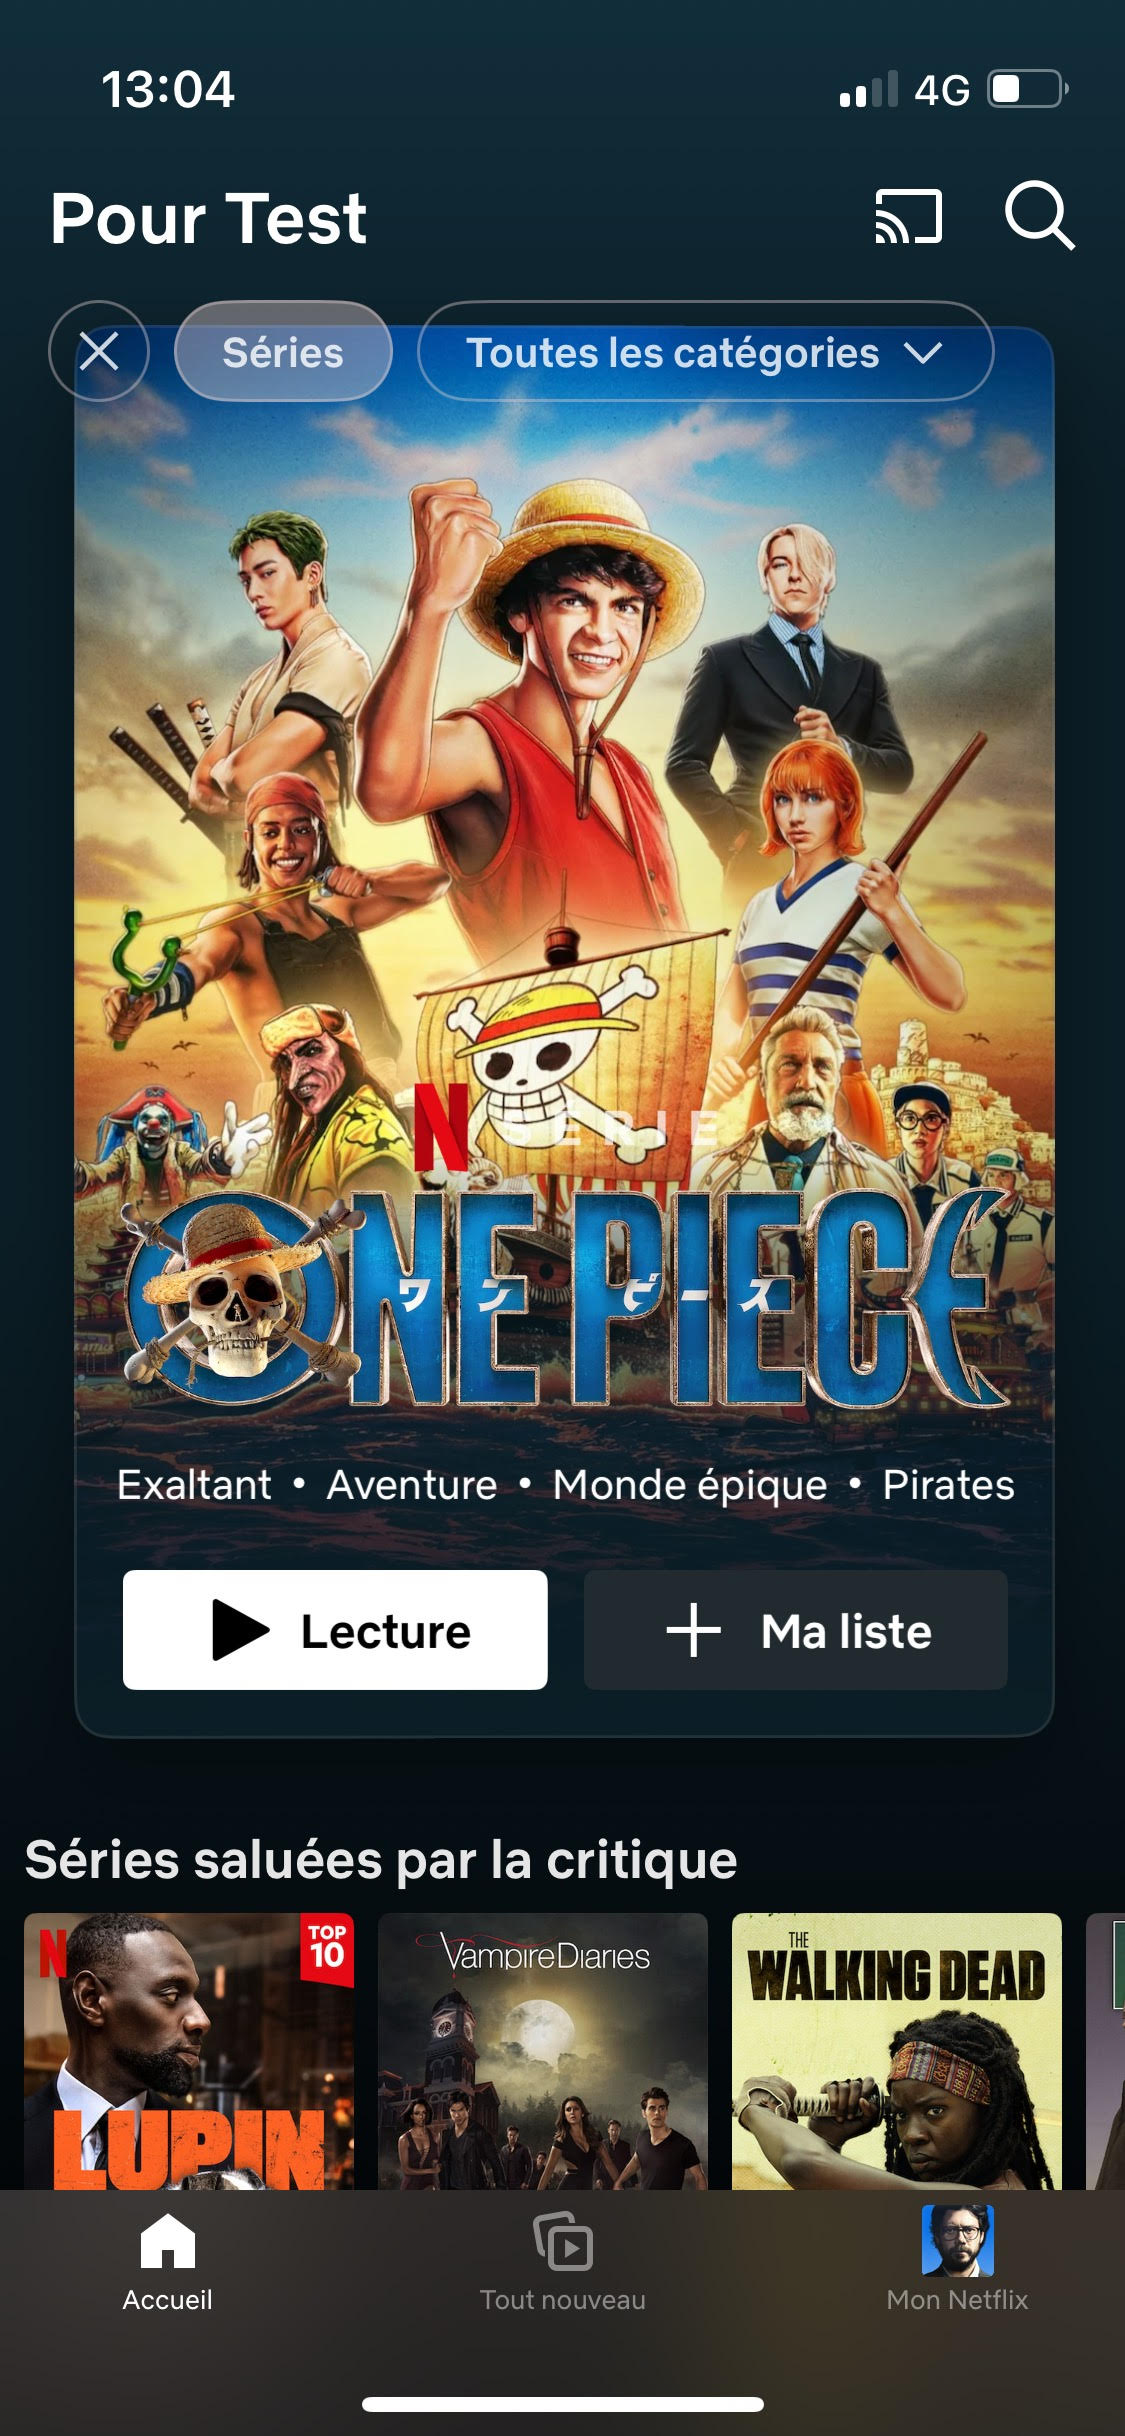 13:04
4G
Pour Test
Séries
Toutes les catégories
N SÉRIE
ONE PIECE
ワンピース
Exaltant • Aventure • Monde épique • Pirates
Lecture
Ma liste
Séries saluées par la critique
N
TOP
10
LUPIN
Vampire Diaries
THE
WALKING DEAD
Accueil
Tout nouveau
Mon Netflix